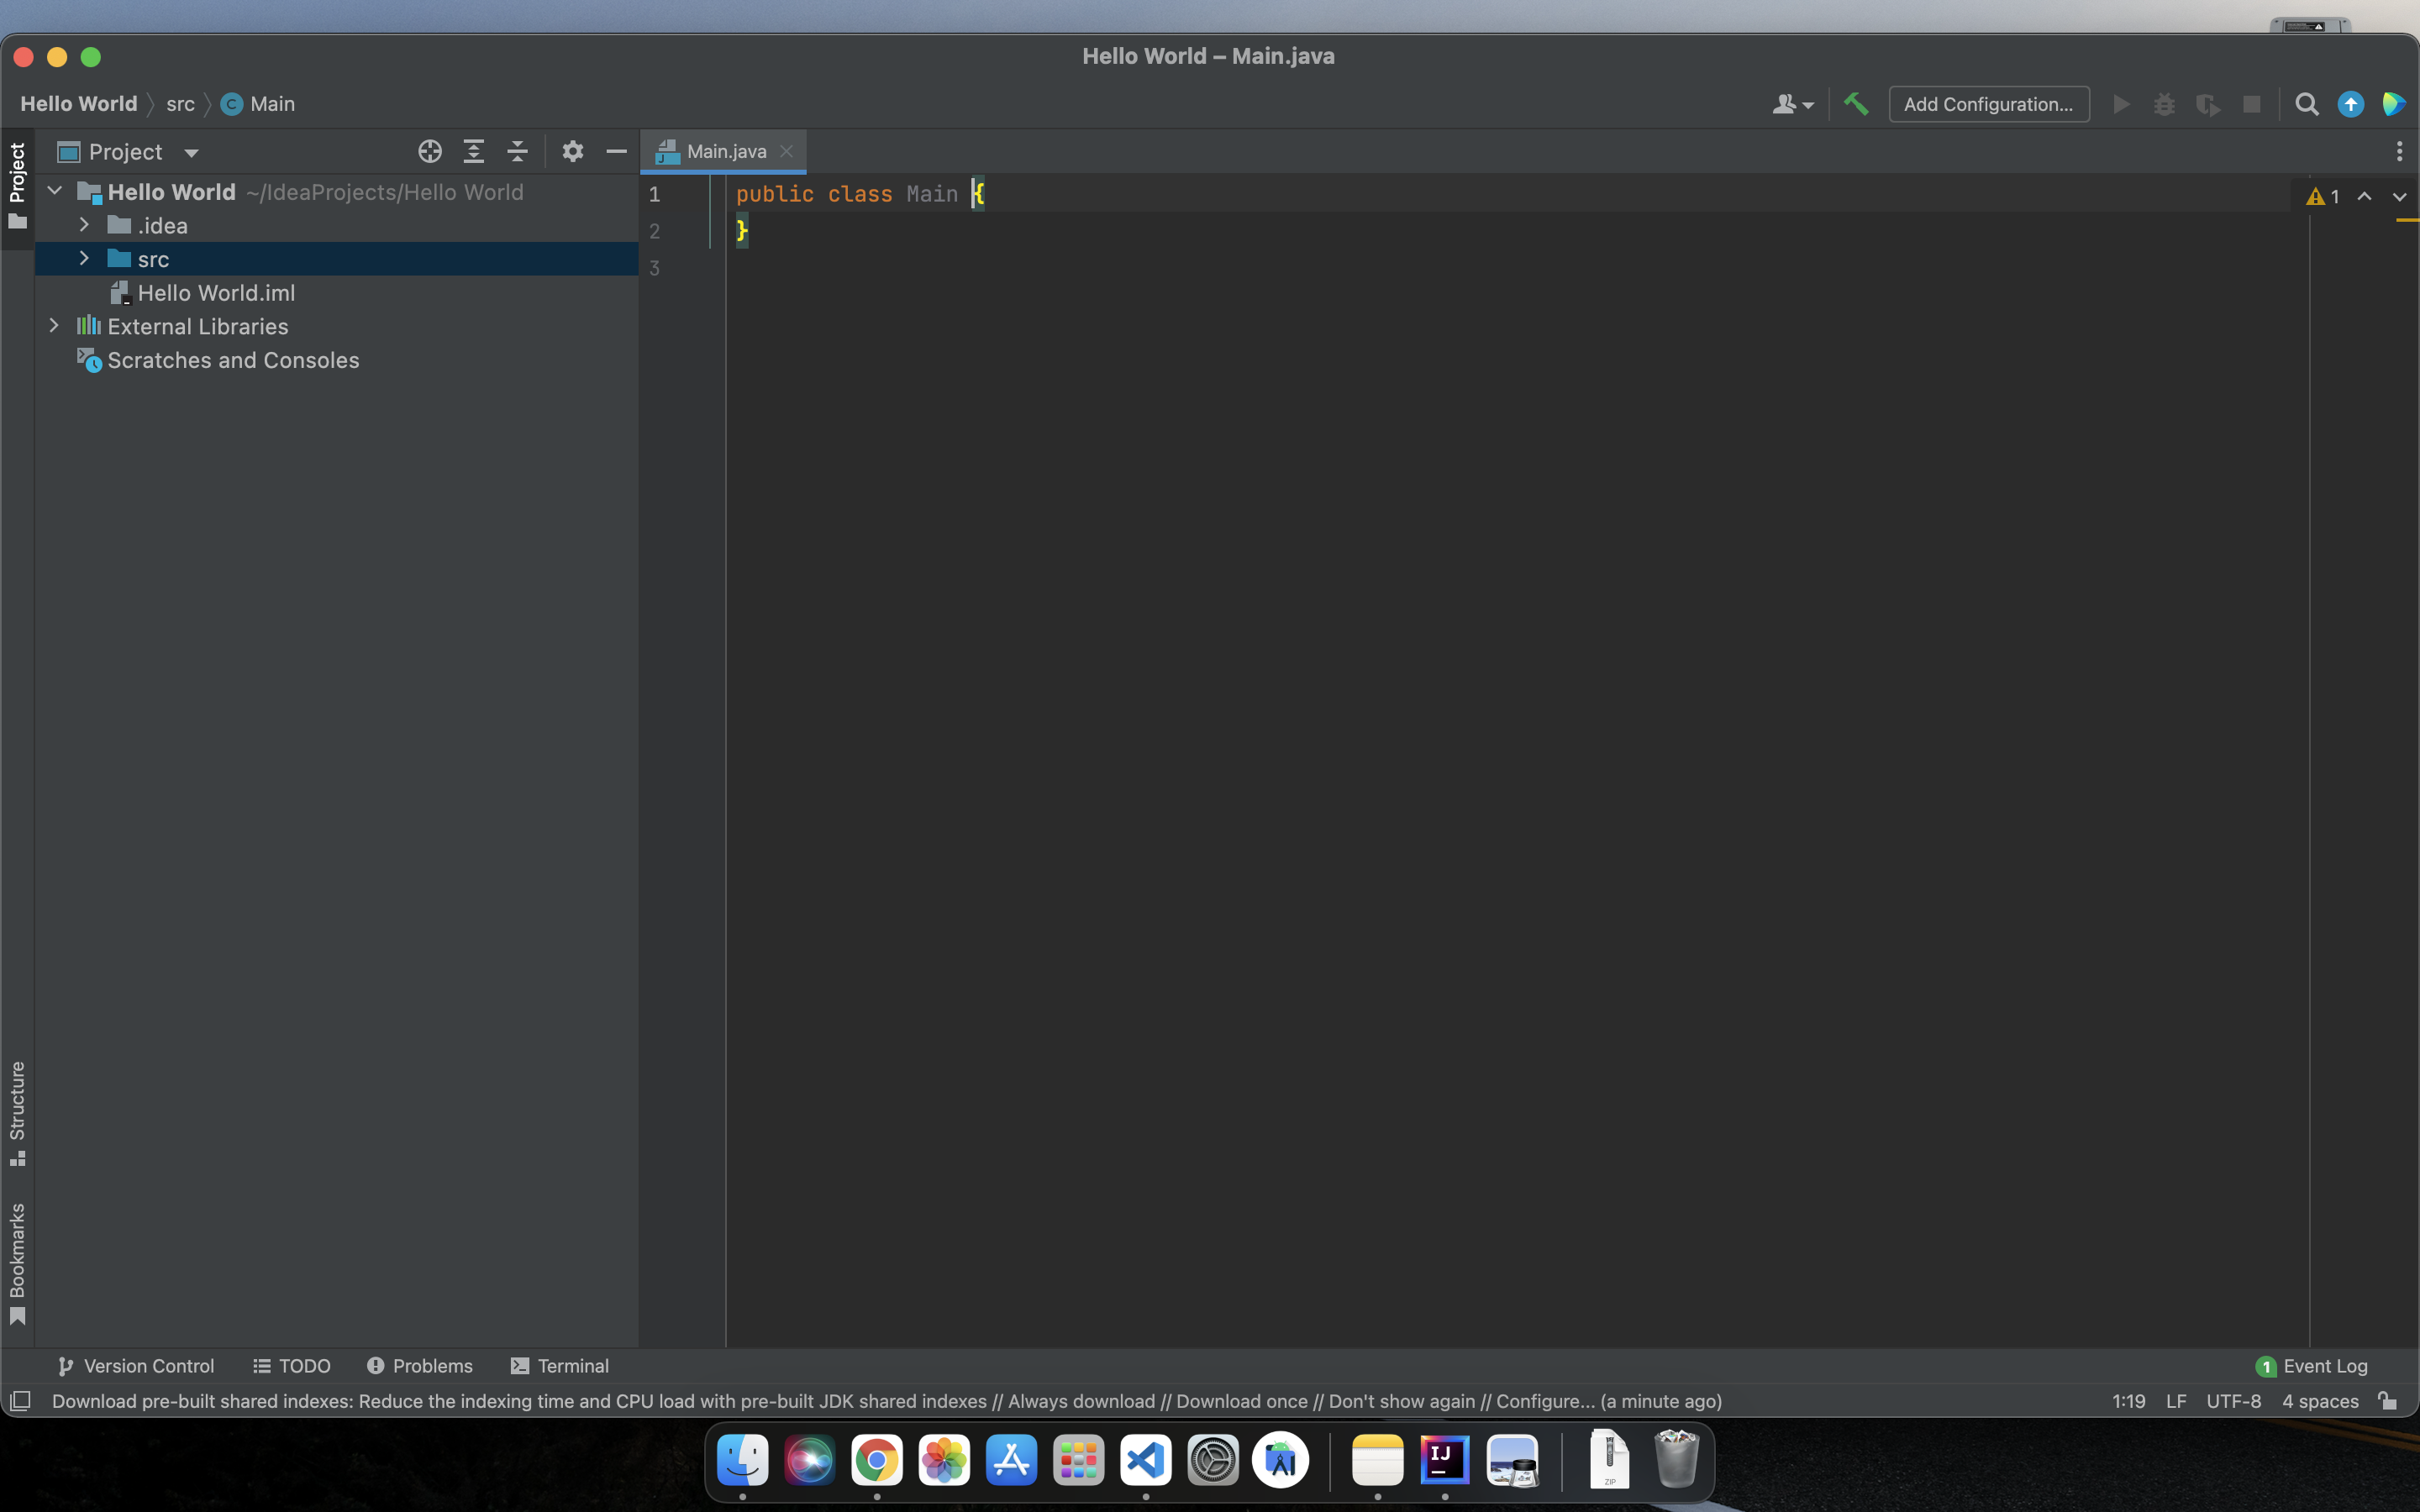 Hello World – Main.java
Hello World src C Main
Add Configuration...
Project
Project
Main.java
Hello World ~/IdeaProjects/Hello World
.idea
src
Hello World.iml
External Libraries
Scratches and Consoles
1 public class Main {
2 }
3
1
Structure
Bookmarks
Version Control TODO Problems Terminal
1 Event Log
Download pre-built shared indexes: Reduce the indexing time and CPU load with pre-built JDK shared indexes // Always download // Download once // Don't show again // Configure... (a minute ago)
1:19 LF UTF-8 4 spaces
IJ
ZIP